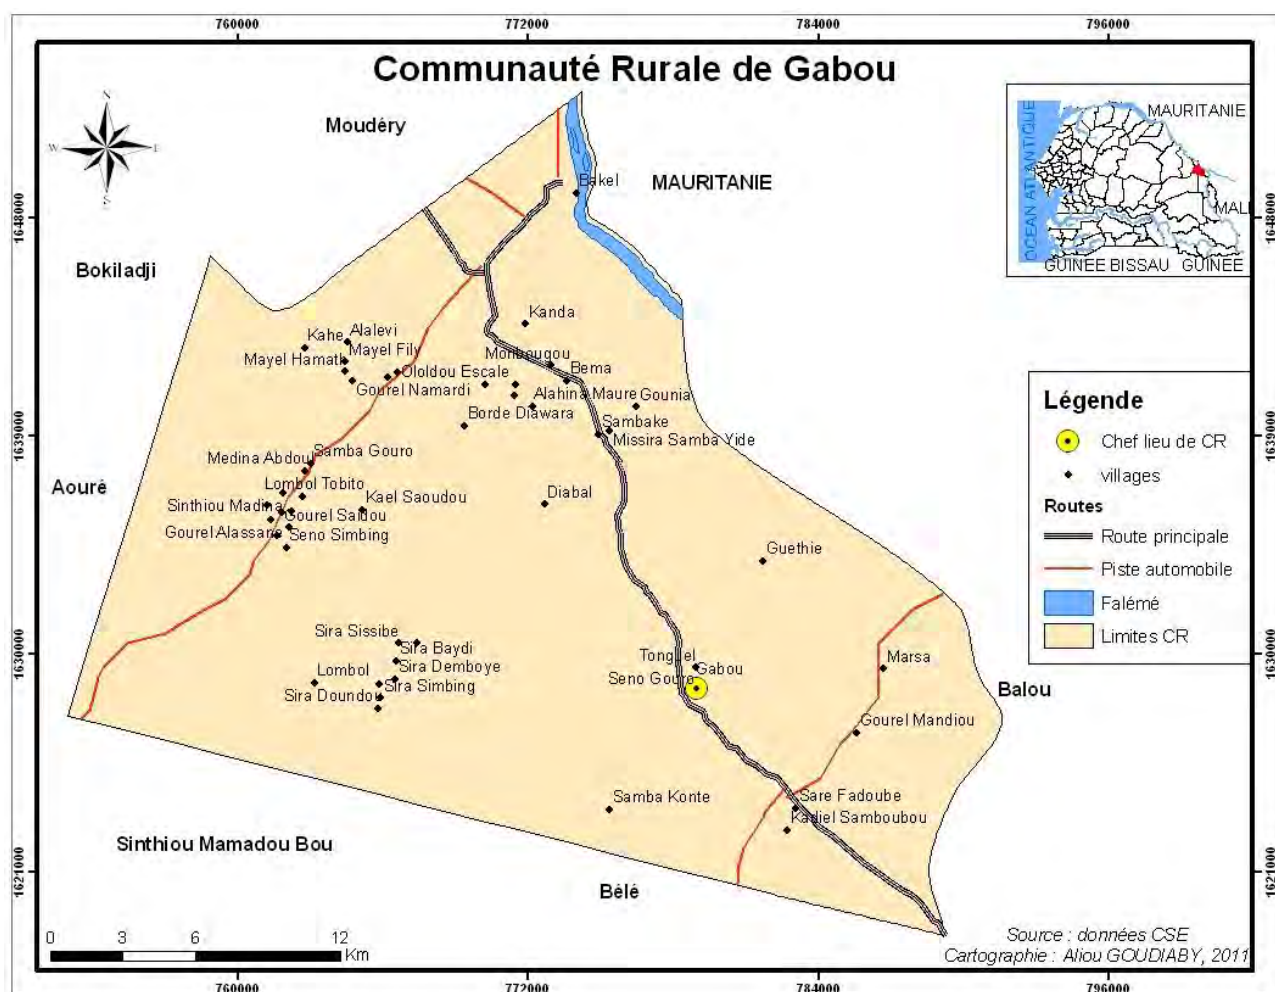 760000 772000 784000 796000
Communauté Rurale de Gabou
N
W E
S
Moudéry
MAURITANIE
Bakel
Bokiladji
1648000
1648000
OCEAN ATLANTIQUE
MAURITANIE
MALI
GUINEE BISSAU GUINEE
Kanda
Kahe
Alalevi
Mayel Hamath
Mayel Fily
Monbougou
Ololdou Escale
Bema
Gourel Namardi
Alahina Maure
Gounia
Borde Diawara
Sambake
Missira Samba Yide
1639000
1639000
Samba Gouro
Medina Abdoul
Aouré
Lombol Tobito
Kael Saoudou
Diabal
Sinthiou Madina
Gourel Saidou
Gourel Alassane
Seno Simbing
Guethie
Sira Sissibe
Sira Baydi
Sira Demboye
Lombol
Sira Simbing
Sira Doundou
TongLel
Gabou
Seno Gouro
Marsa
Balou
1630000
1630000
Gourel Mandiou
Samba Konte
Sare Fadoube
Kadiel Samboubou
Sinthiou Mamadou Bou
Bélé
1621000
1621000
Légende
Chef lieu de CR
villages
Routes
Route principale
Piste automobile
Falémé
Limites CR
0 3 6 12
Km
Source : données CSE
Cartographie : Aliou GOUDIABY, 2011
760000 772000 784000 796000